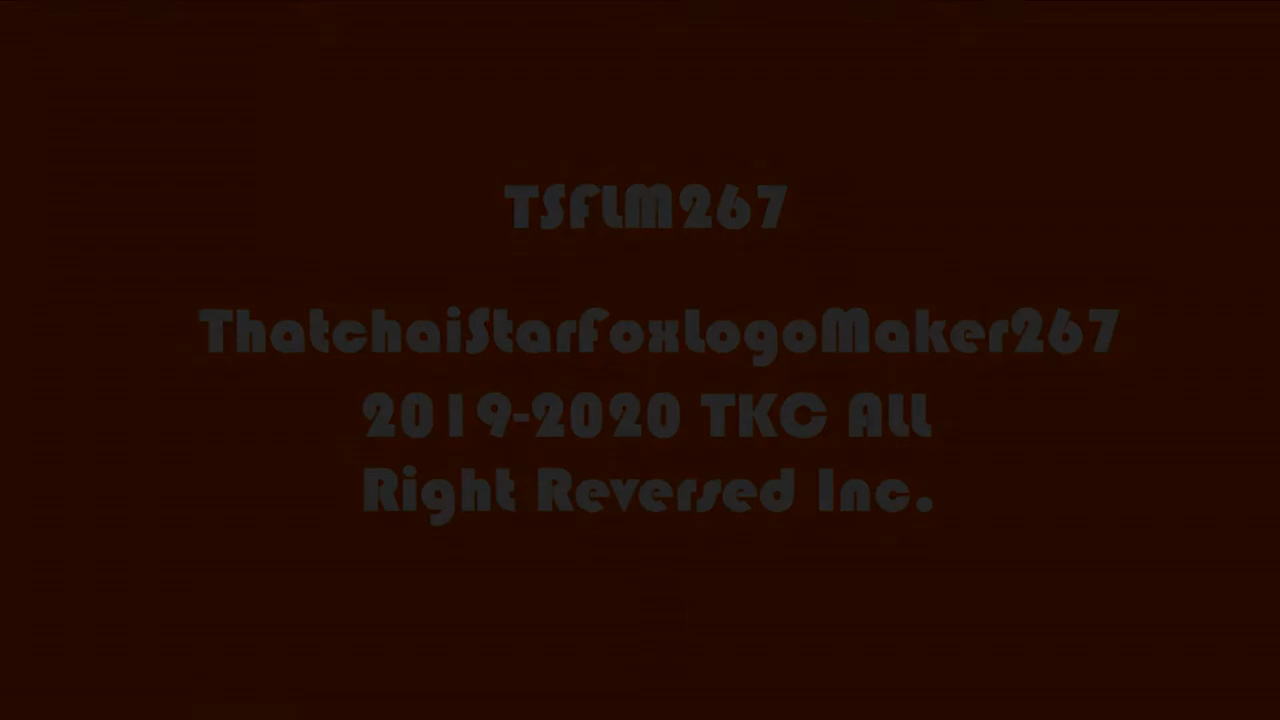 TSFLM267
ThatchaiStarFoxLogoMaker267
2019-2020 TKC ALL
Right Reversed Inc.